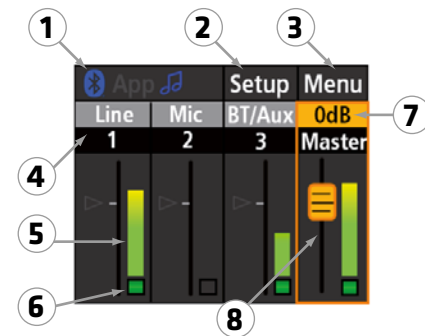 1 2 3
App Setup Menu
Line Mic BT/Aux 0dB 7
4 1 2 3 Master
5
6
8